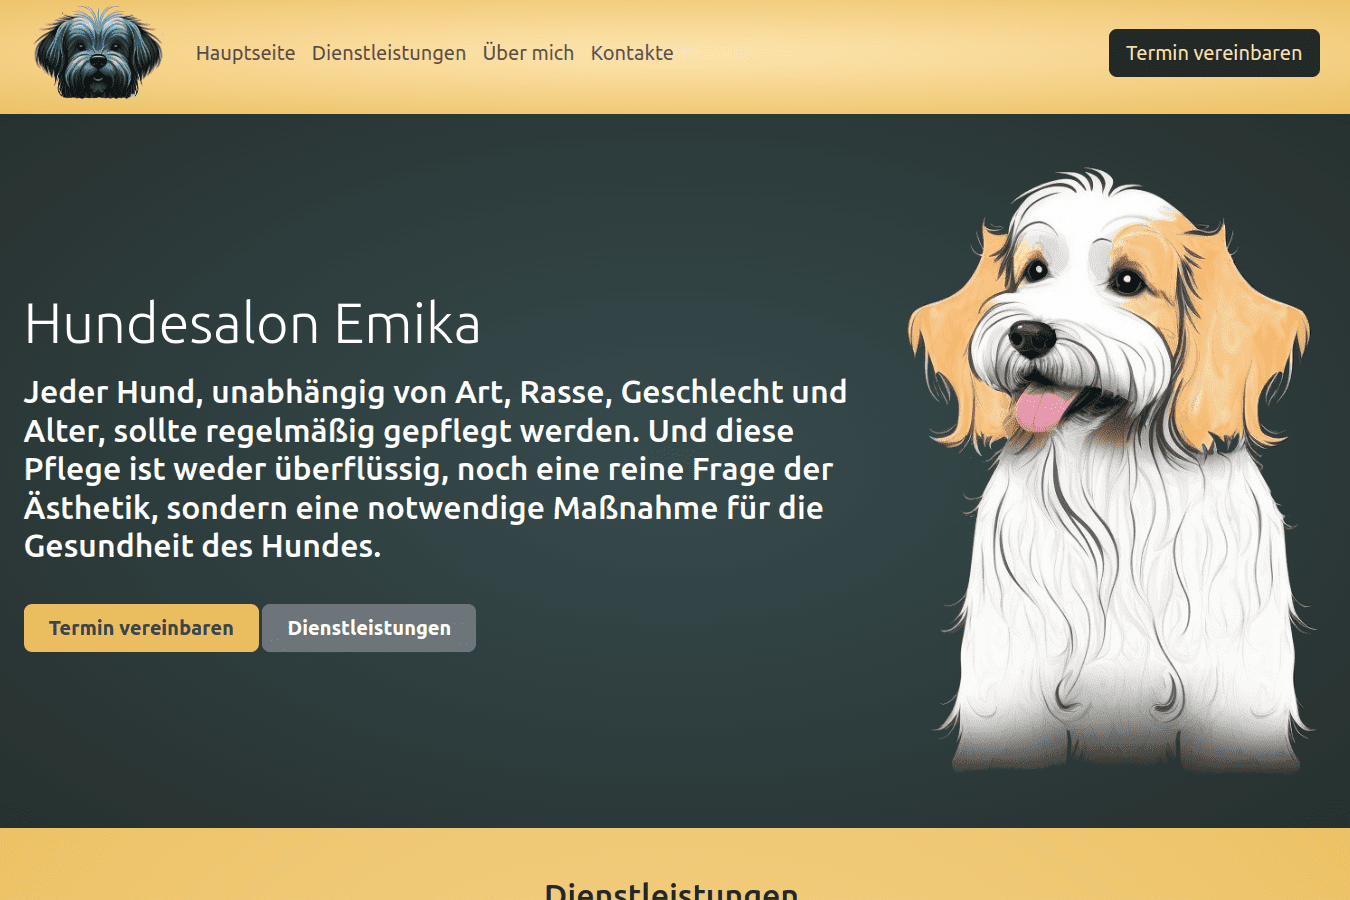 Hauptseite Dienstleistungen Über mich Kontakte Termin vereinbaren
Hundesalon Emika
Jeder Hund, unabhängig von Art, Rasse, Geschlecht und
Alter, sollte regelmäßig gepflegt werden. Und diese
Pflege ist weder überflüssig, noch eine reine Frage der
Ästhetik, sondern eine notwendige Maßnahme für die
Gesundheit des Hundes.
Termin vereinbaren Dienstleistungen
Dienstleistungen